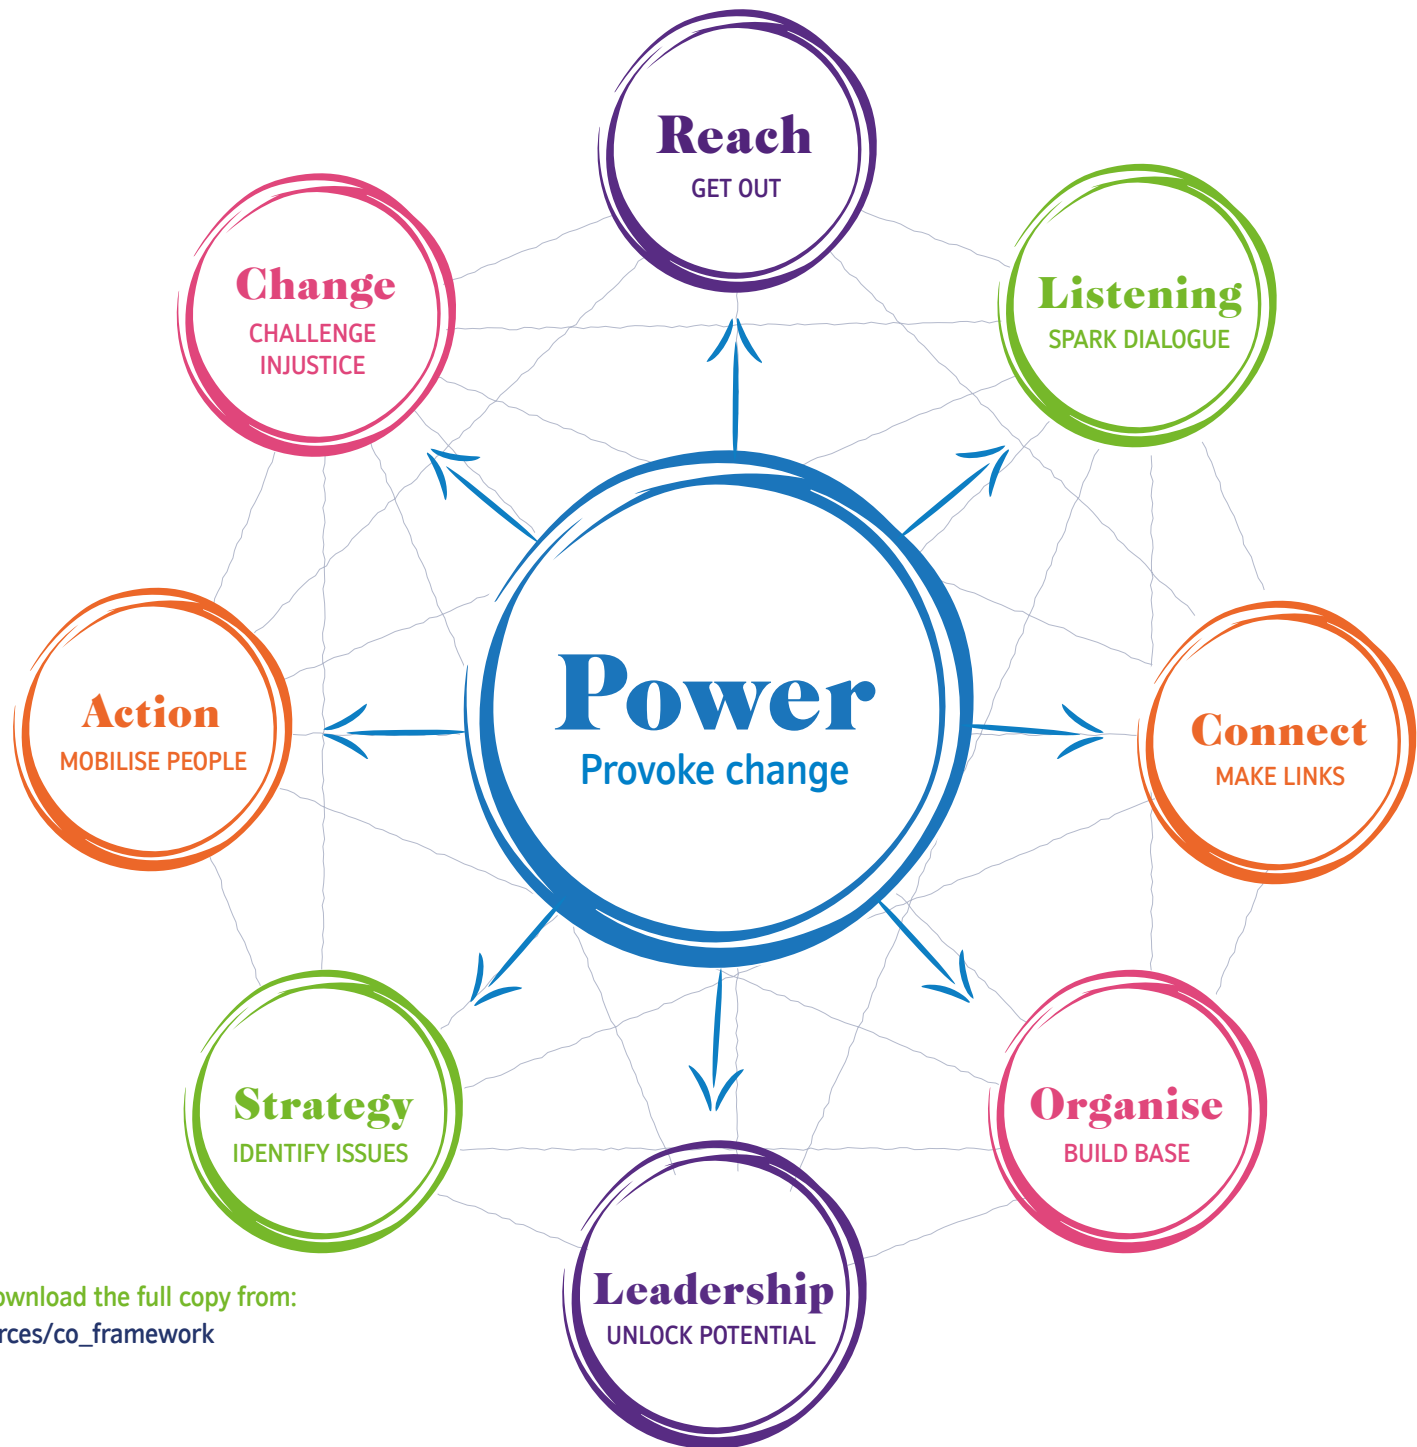 Reach
GET OUT
Listening
SPARK DIALOGUE
Connect
MAKE LINKS
Organise
BUILD BASE
Leadership
UNLOCK POTENTIAL
Strategy
IDENTIFY ISSUES
Action
MOBILISE PEOPLE
Change
CHALLENGE
INJUSTICE
Power
Provoke change
ownload the full copy from:
rces/co_framework